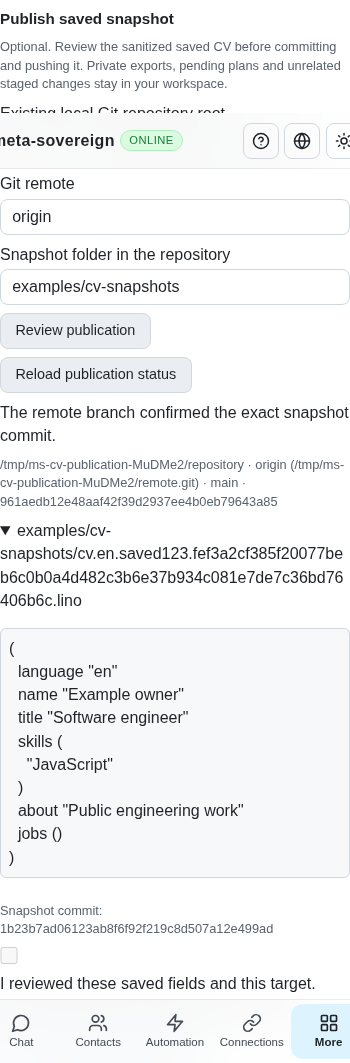 Publish saved snapshot
Optional. Review the sanitized saved CV before committing
and pushing it. Private exports, pending plans and unrelated
staged changes stay in your workspace.
Existing local Git repository root
meta-sovereign ONLINE
Git remote
origin
Snapshot folder in the repository
examples/cv-snapshots
Review publication
Reload publication status
The remote branch confirmed the exact snapshot
commit.
/tmp/ms-cv-publication-MuDMe2/repository · origin (/tmp/ms-
cv-publication-MuDMe2/remote.git) · main ·
961aedb12e48aaf42f39d2937ee4b0eb79643a85
▼ examples/cv-
snapshots/cv.en.saved123.fef3a2cf385f20077be
b6c0b0a4d482c3b6e37b934c081e7de7c36bd76
406b6c.lino
(
language "en"
name "Example owner"
title "Software engineer"
skills (
"JavaScript"
)
about "Public engineering work"
jobs ()
)
Snapshot commit:
1b23b7ad06123ab8f6f92f219c8d507a12e499ad
I reviewed these saved fields and this target.
Chat Contacts Automation Connections More